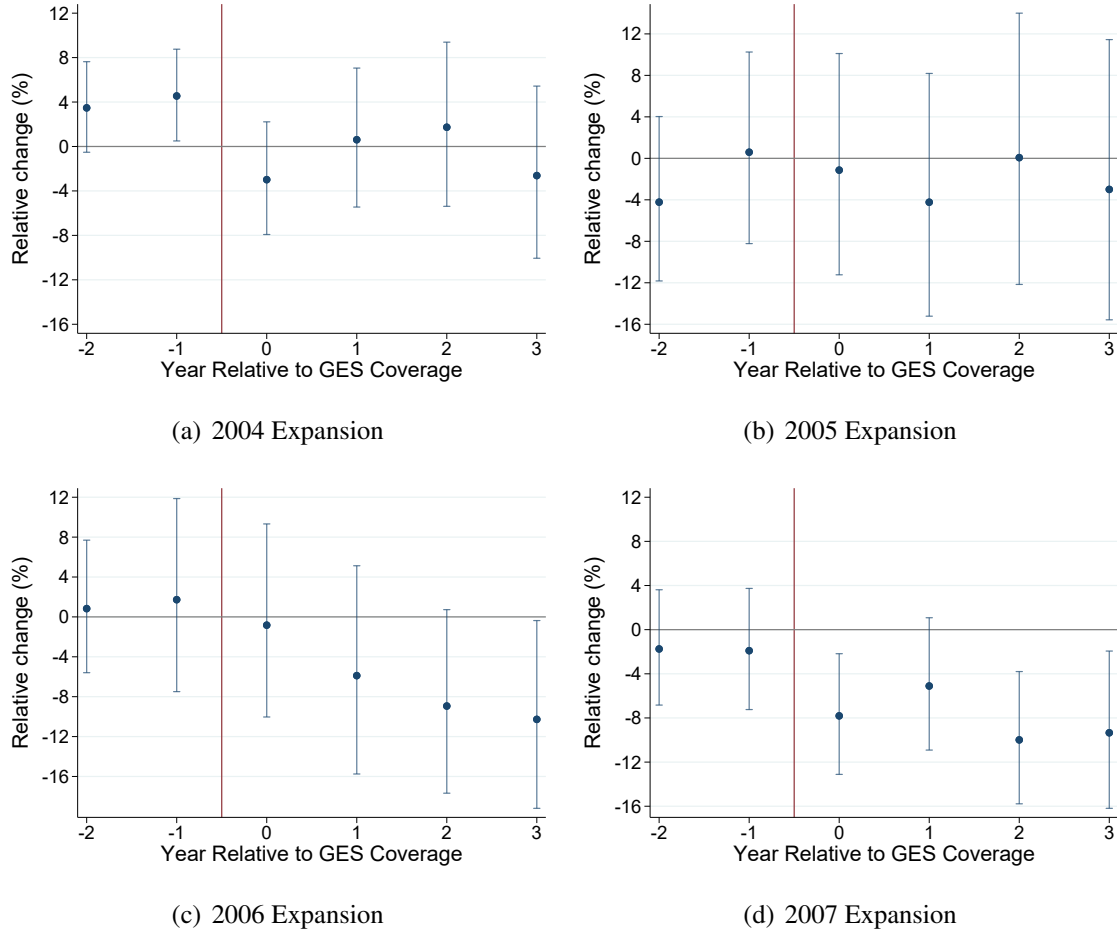 12
8
4
0
-4
-8
-12
-16
Relative change (%)
-2 -1 0 1 2 3
Year Relative to GES Coverage
(a) 2004 Expansion
12
8
4
0
-4
-8
-12
-16
Relative change (%)
-2 -1 0 1 2 3
Year Relative to GES Coverage
(b) 2005 Expansion
12
8
4
0
-4
-8
-12
-16
Relative change (%)
-2 -1 0 1 2 3
Year Relative to GES Coverage
(c) 2006 Expansion
12
8
4
0
-4
-8
-12
-16
Relative change (%)
-2 -1 0 1 2 3
Year Relative to GES Coverage
(d) 2007 Expansion